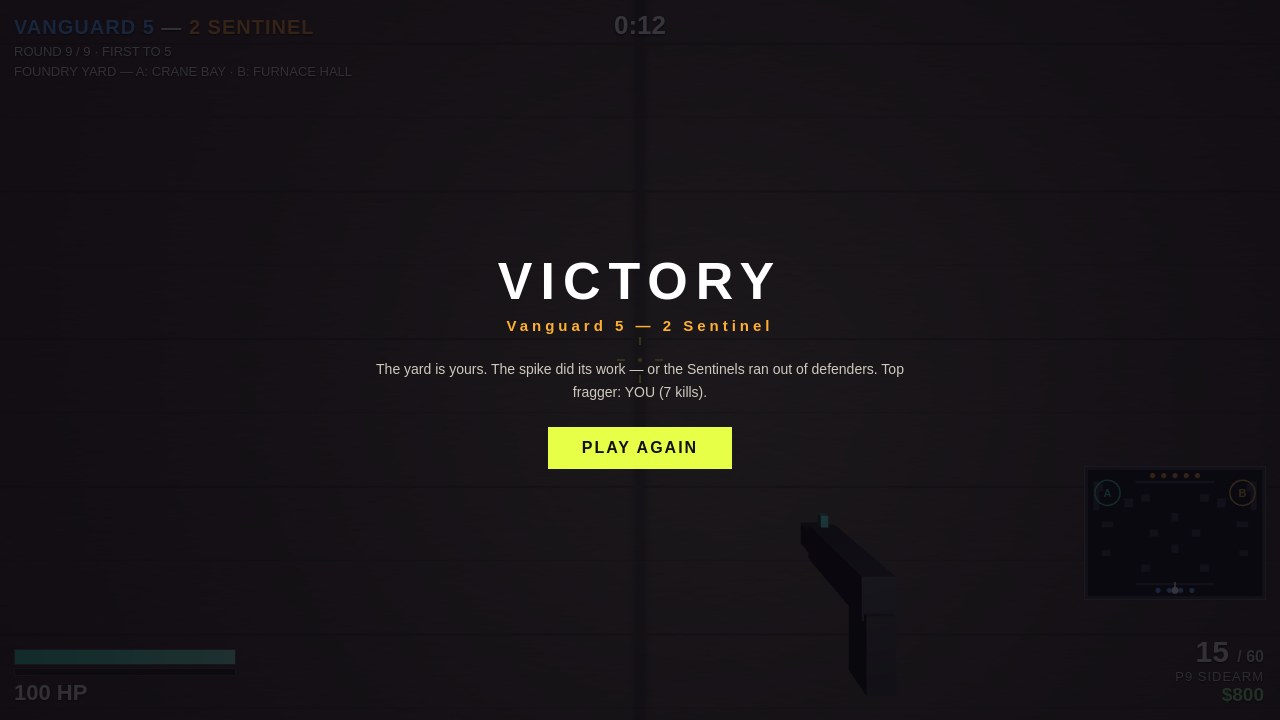 VANGUARD 5 — 2 SENTINEL
0:12
ROUND 9 / 9 · FIRST TO 5
FOUNDRY YARD — A: CRANE BAY · B: FURNACE HALL
VICTORY
Vanguard 5 — 2 Sentinel
The yard is yours. The spike did its work — or the Sentinels ran out of defenders. Top
fragger: YOU (7 kills).
PLAY AGAIN
A
B
100 HP
15 / 60
P9 SIDEARM
$800